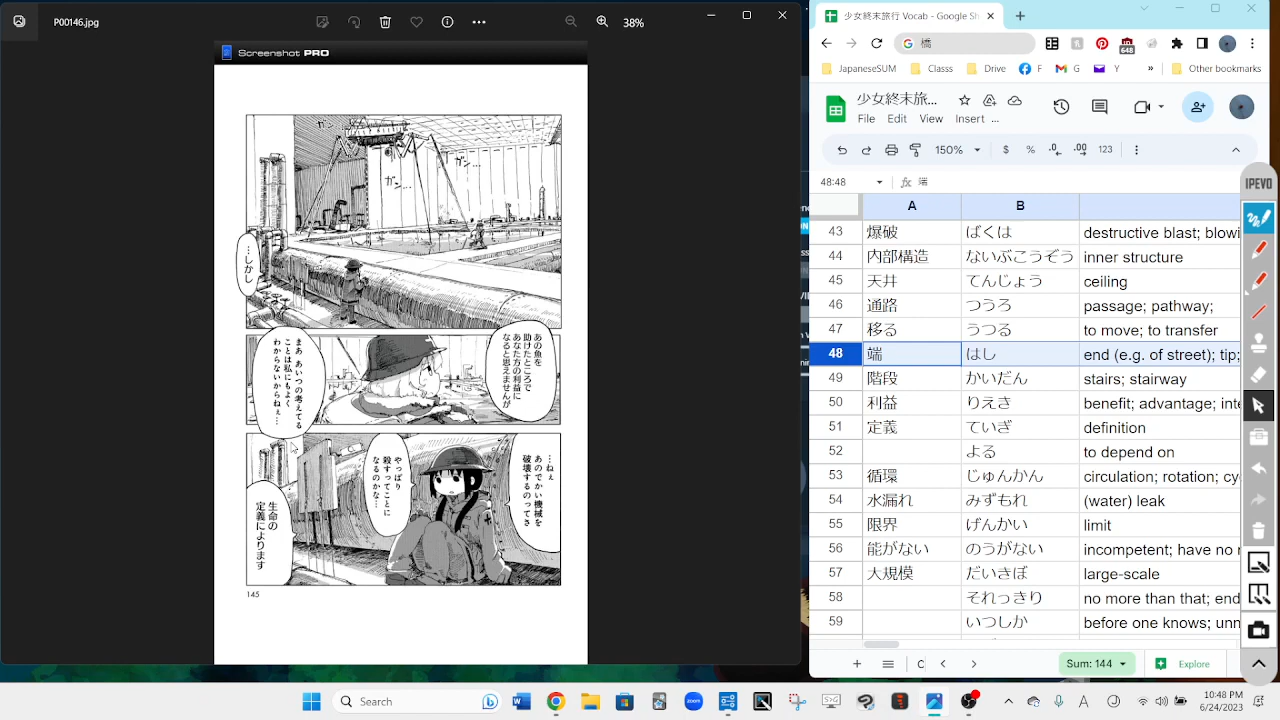 P00146.jpg
38%
Screenshot PRO
ガン
ガン…
ガン…
…しかし
あの魚を
助けたところで
あなた方の利益に
なると思えませんが
まあ あいつの考えてる
ことは私にもよく
わからないからねぇ…
…ねぇ
あのでかい機械を
破壊するのってさ
やっぱり
殺すってことに
なるのかな…
生命の
定義によります
145
少女終末旅行 Vocab - Google Sh
橋
648
JapaneseSUM
Classs
Drive
F
G
Y
»
Other bookmarks
少女終末旅…
File Edit View Insert …
150%
$ % .0 .00 123
48:48
fx 端
A B
43 爆破 ばくは destructive blast; blowi
44 内部構造 ないぶこうぞう inner structure
45 天井 てんじょう ceiling
46 通路 つうろ passage; pathway;
47 移る うつる to move; to transfer
48 端 はし end (e.g. of street); t
49 階段 かいだん stairs; stairway
50 利益 りえき benefit; advantage; inte
51 定義 ていぎ definition
52 よる to depend on
53 循環 じゅんかん circulation; rotation; cyc
54 水漏れ みずもれ (water) leak
55 限界 げんかい limit
56 能がない のうがない incompetent; have no
57 大規模 だいきぼ large-scale
58 それっきり no more than that; end
59 いつしか before one knows; unn
Sum: 144
Explore
IPEVO
Search
zoom
A
10:48 PM
6/24/2023